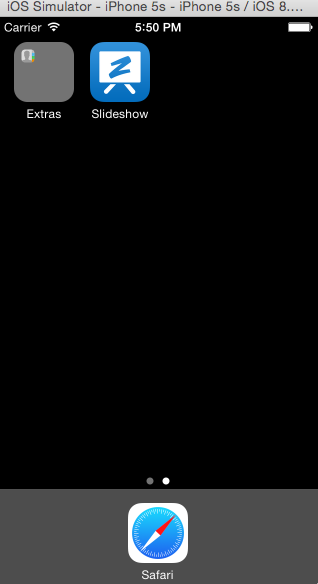 iOS Simulator - iPhone 5s - iPhone 5s / iOS 8....
Carrier 5:50 PM
Extras Slideshow
Z
Safari